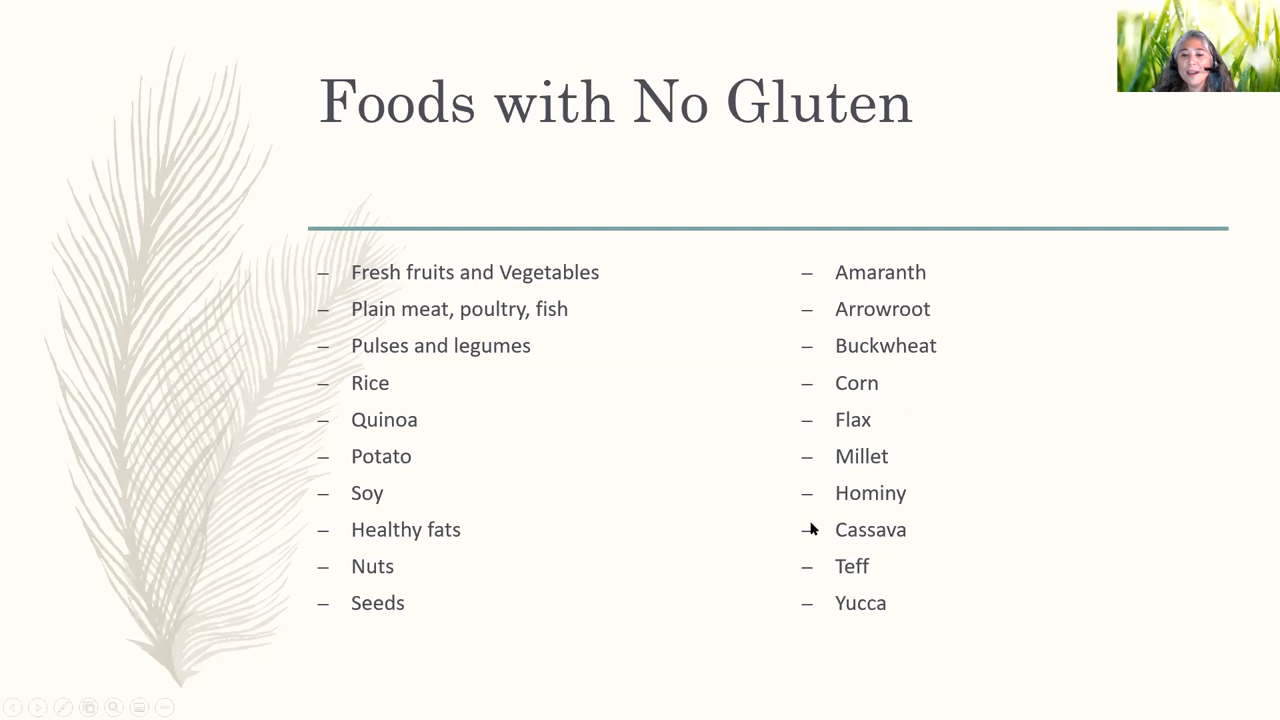 Foods with No Gluten
– Fresh fruits and Vegetables
– Plain meat, poultry, fish
– Pulses and legumes
– Rice
– Quinoa
– Potato
– Soy
– Healthy fats
– Nuts
– Seeds
– Amaranth
– Arrowroot
– Buckwheat
– Corn
– Flax
– Millet
– Hominy
– Cassava
– Teff
– Yucca